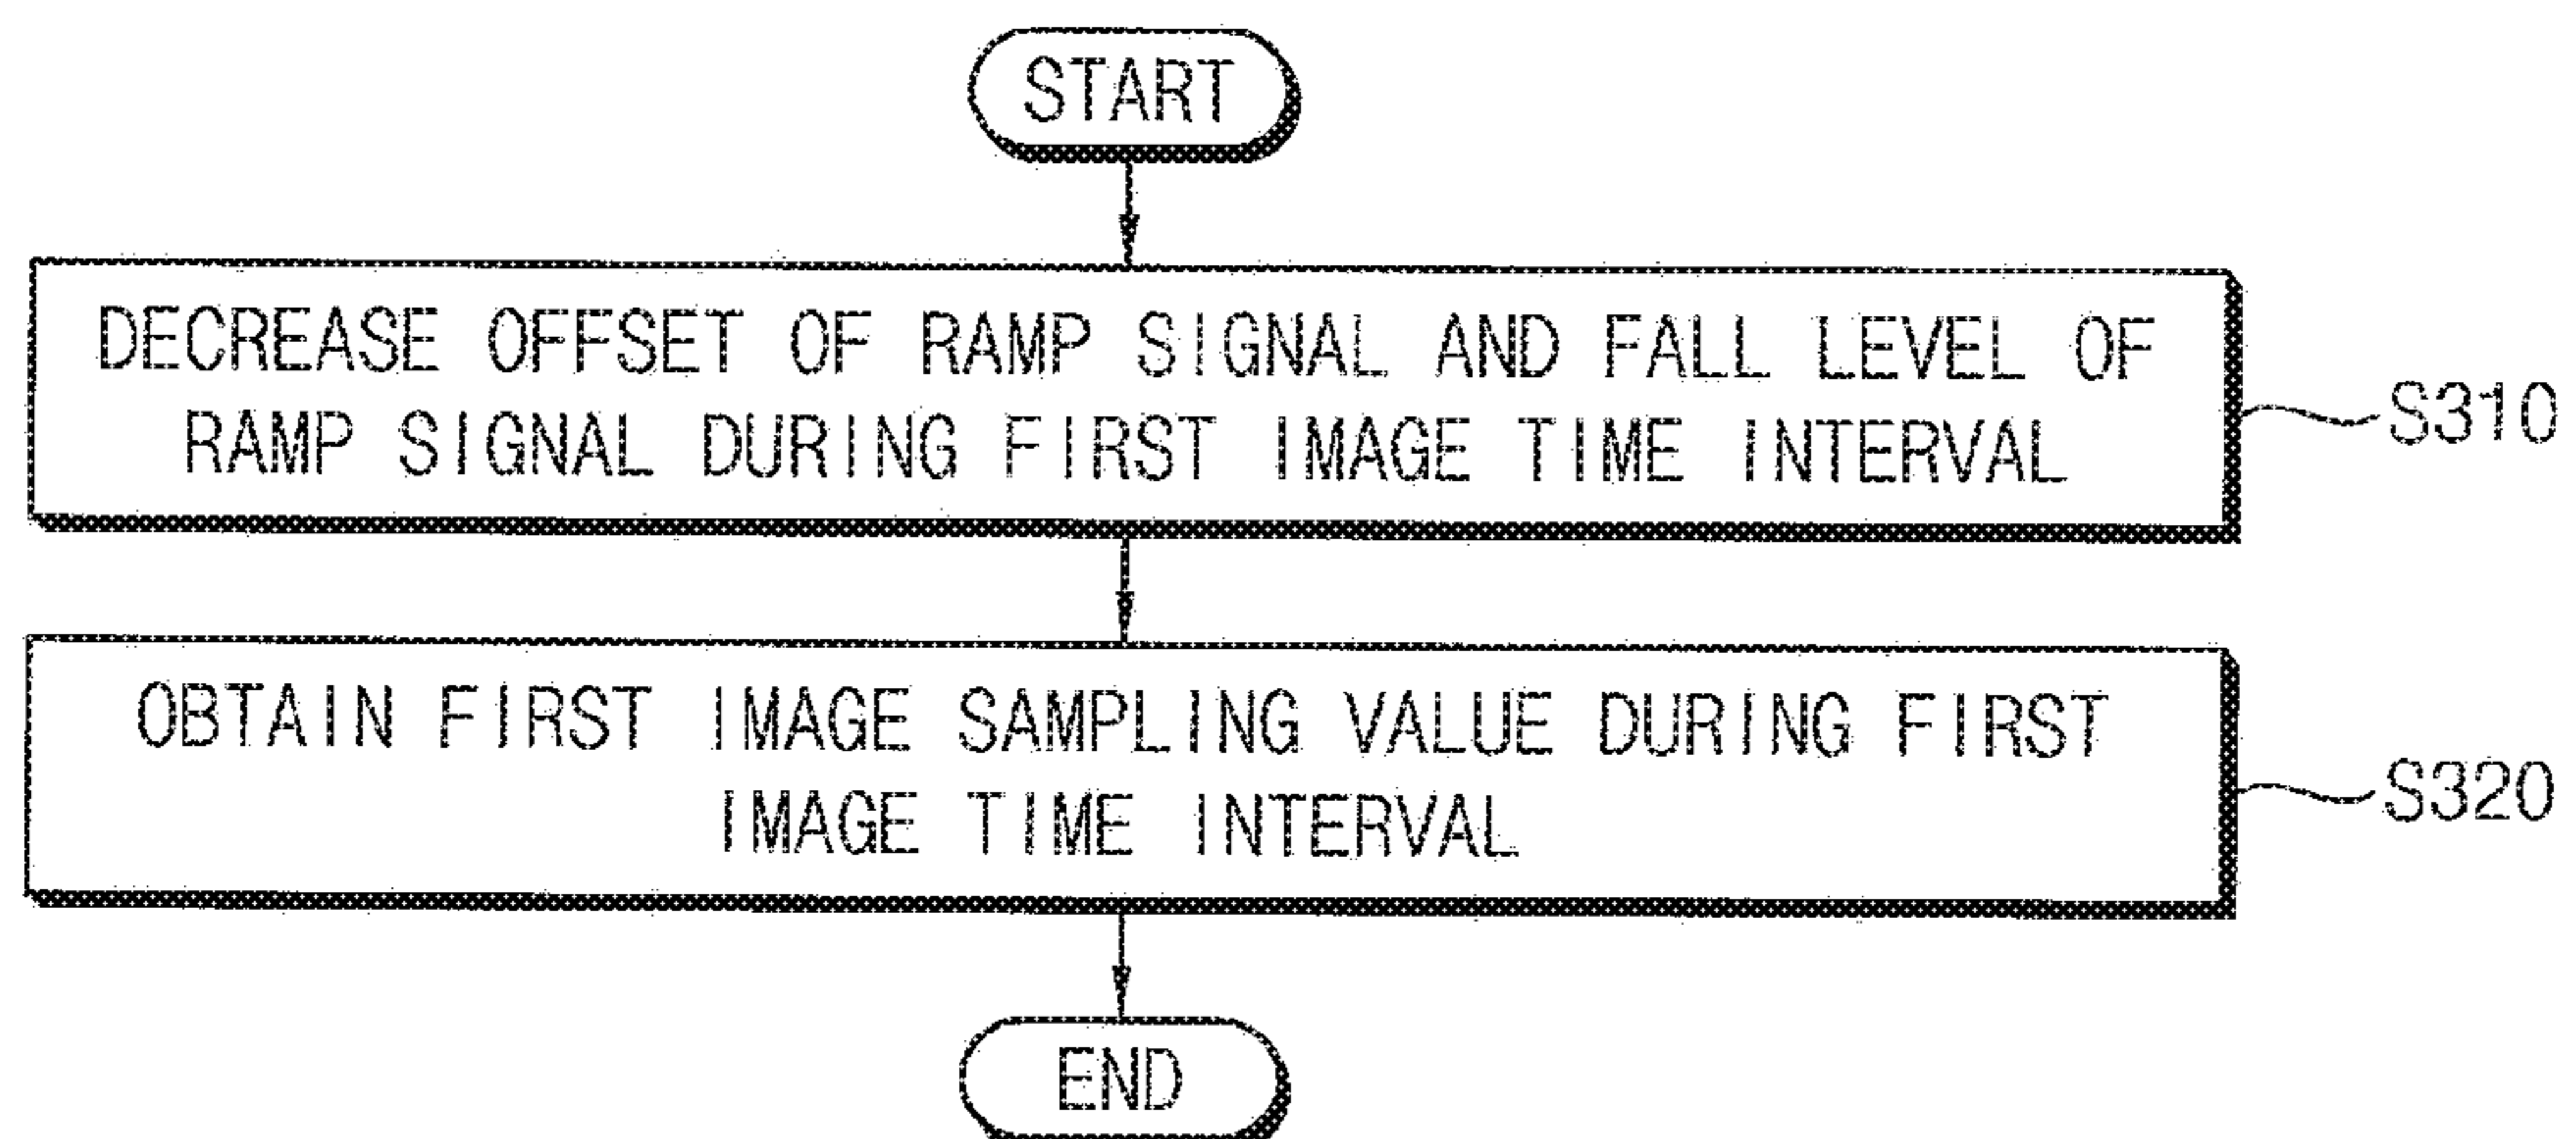 START
DECREASE OFFSET OF RAMP SIGNAL AND FALL LEVEL OF
RAMP SIGNAL DURING FIRST IMAGE TIME INTERVAL
S310
OBTAIN FIRST IMAGE SAMPLING VALUE DURING FIRST
IMAGE TIME INTERVAL
S320
END